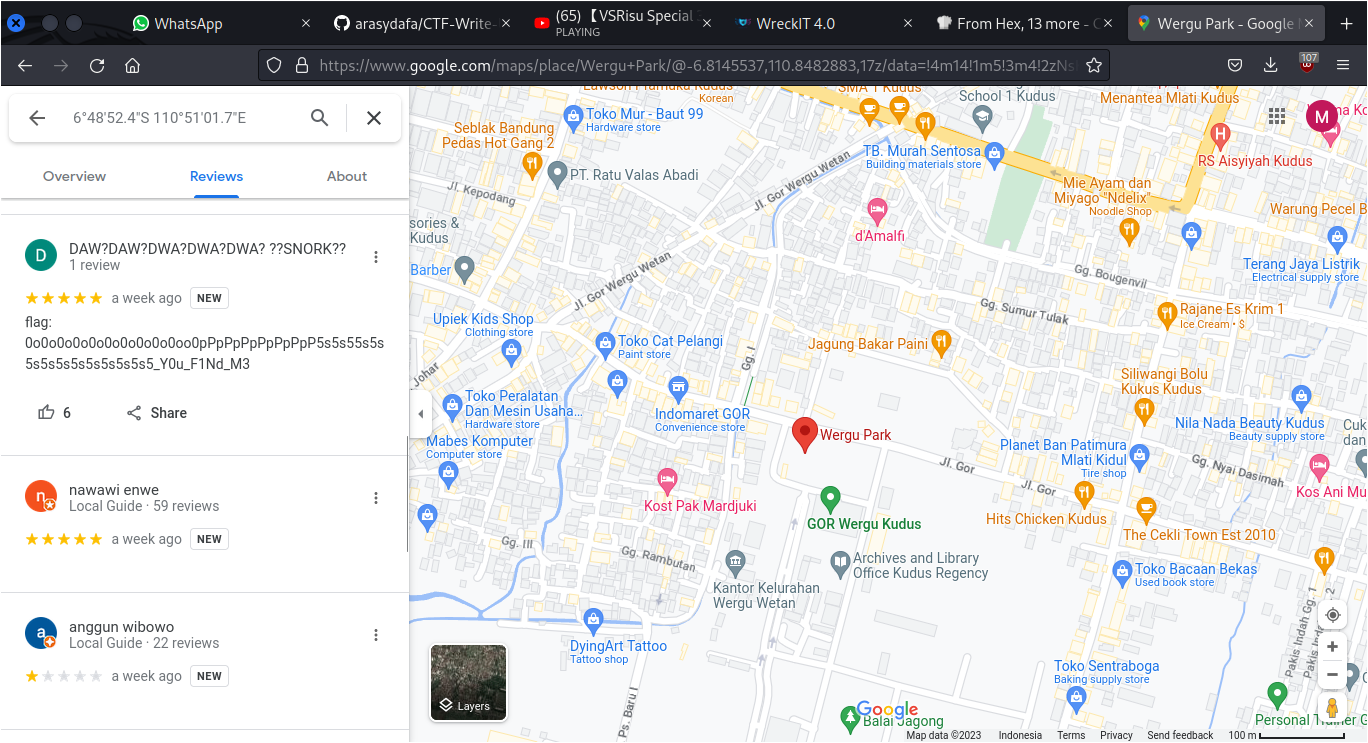 WhatsApp
arasydafa/CTF-Write-
(65)【VSRisu Special
PLAYING
WreckIT 4.0
From Hex, 13 more - C
Wergu Park - Google M
https://www.google.com/maps/place/Wergu+Park/@-6.8145537,110.8482883,17z/data=!4m14!1m5!3m4!2zNs
107
6°48'52.4"S 110°51'01.7"E
Overview
Reviews
About
DAW?DAW?DWA?DWA?DWA? ??SNORK??
1 review
a week ago
NEW
flag:
0o0o0o0o0o0o0o0o0o0oo0pPpPpPpPpPpPpP5s5s55s5s
5s5s5s5s5s5s5s5s5_Y0u_F1Nd_M3
6
Share
nawawi enwe
Local Guide · 59 reviews
a week ago
NEW
anggun wibowo
Local Guide · 22 reviews
a week ago
NEW
D
n
a
M
Lawson Pramuka Kudus
Korean
SMA 1 Kudus
School 1 Kudus
Menantea Mlati Kudus
Toko Mur - Baut 99
Hardware store
Seblak Bandung
Pedas Hot Gang 2
TB. Murah Sentosa
Building materials store
H
RS Aisyiyah Kudus
PT. Ratu Valas Abadi
Jl. Kepodang
Jl. Gor Wergu Wetan
Mie Ayam dan
Miyago "Ndelix"
Noodle Shop
Warung Pecel B
sories &
Kudus
d'Amalfi
Barber
Jl. Gor Wergu Wetan
Gg. Bougenvil
Terang Jaya Listrik
Electrical supply store
Gg. Sumur Tulak
Rajane Es Krim 1
Ice Cream • $
Upiek Kids Shop
Clothing store
Toko Cat Pelangi
Paint store
Gg. I
Jagung Bakar Paini
Johar
Siliwangi Bolu
Kukus Kudus
Toko Peralatan
Dan Mesin Usaha...
Hardware store
Indomaret GOR
Convenience store
Nila Nada Beauty Kudus
Beauty supply store
Wergu Park
Mabes Komputer
Computer store
Planet Ban Patimura
Mlati Kidul
Tire shop
Jl. Gor
Cuk
dan
Gg. Nyai Dasimah
Jl. Gor
Kos Ani Mu
Kost Pak Mardjuki
GOR Wergu Kudus
Hits Chicken Kudus
The Cekli Town Est 2010
Gg. III
Gg. Rambutan
Archives and Library
Office Kudus Regency
Kantor Kelurahan
Wergu Wetan
Toko Bacaan Bekas
Used book store
Pakis Indah Gg. 1
DyingArt Tattoo
Tattoo shop
Toko Sentraboga
Baking supply store
Ps. Baru I
Layers
Google
Balai Jagong
Personal Trainer G
Map data ©2023
Indonesia
Terms
Privacy
Send feedback
100 m